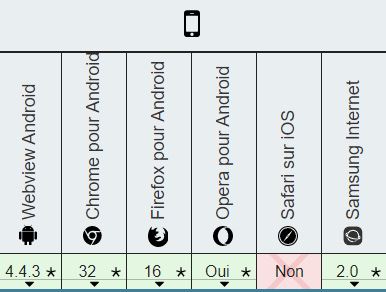 Webview Android
Chrome pour Android
Firefox pour Android
Opera pour Android
Safari sur iOS
Samsung Internet
4.4.3 * 32 * 16 * Oui * Non 2.0 *